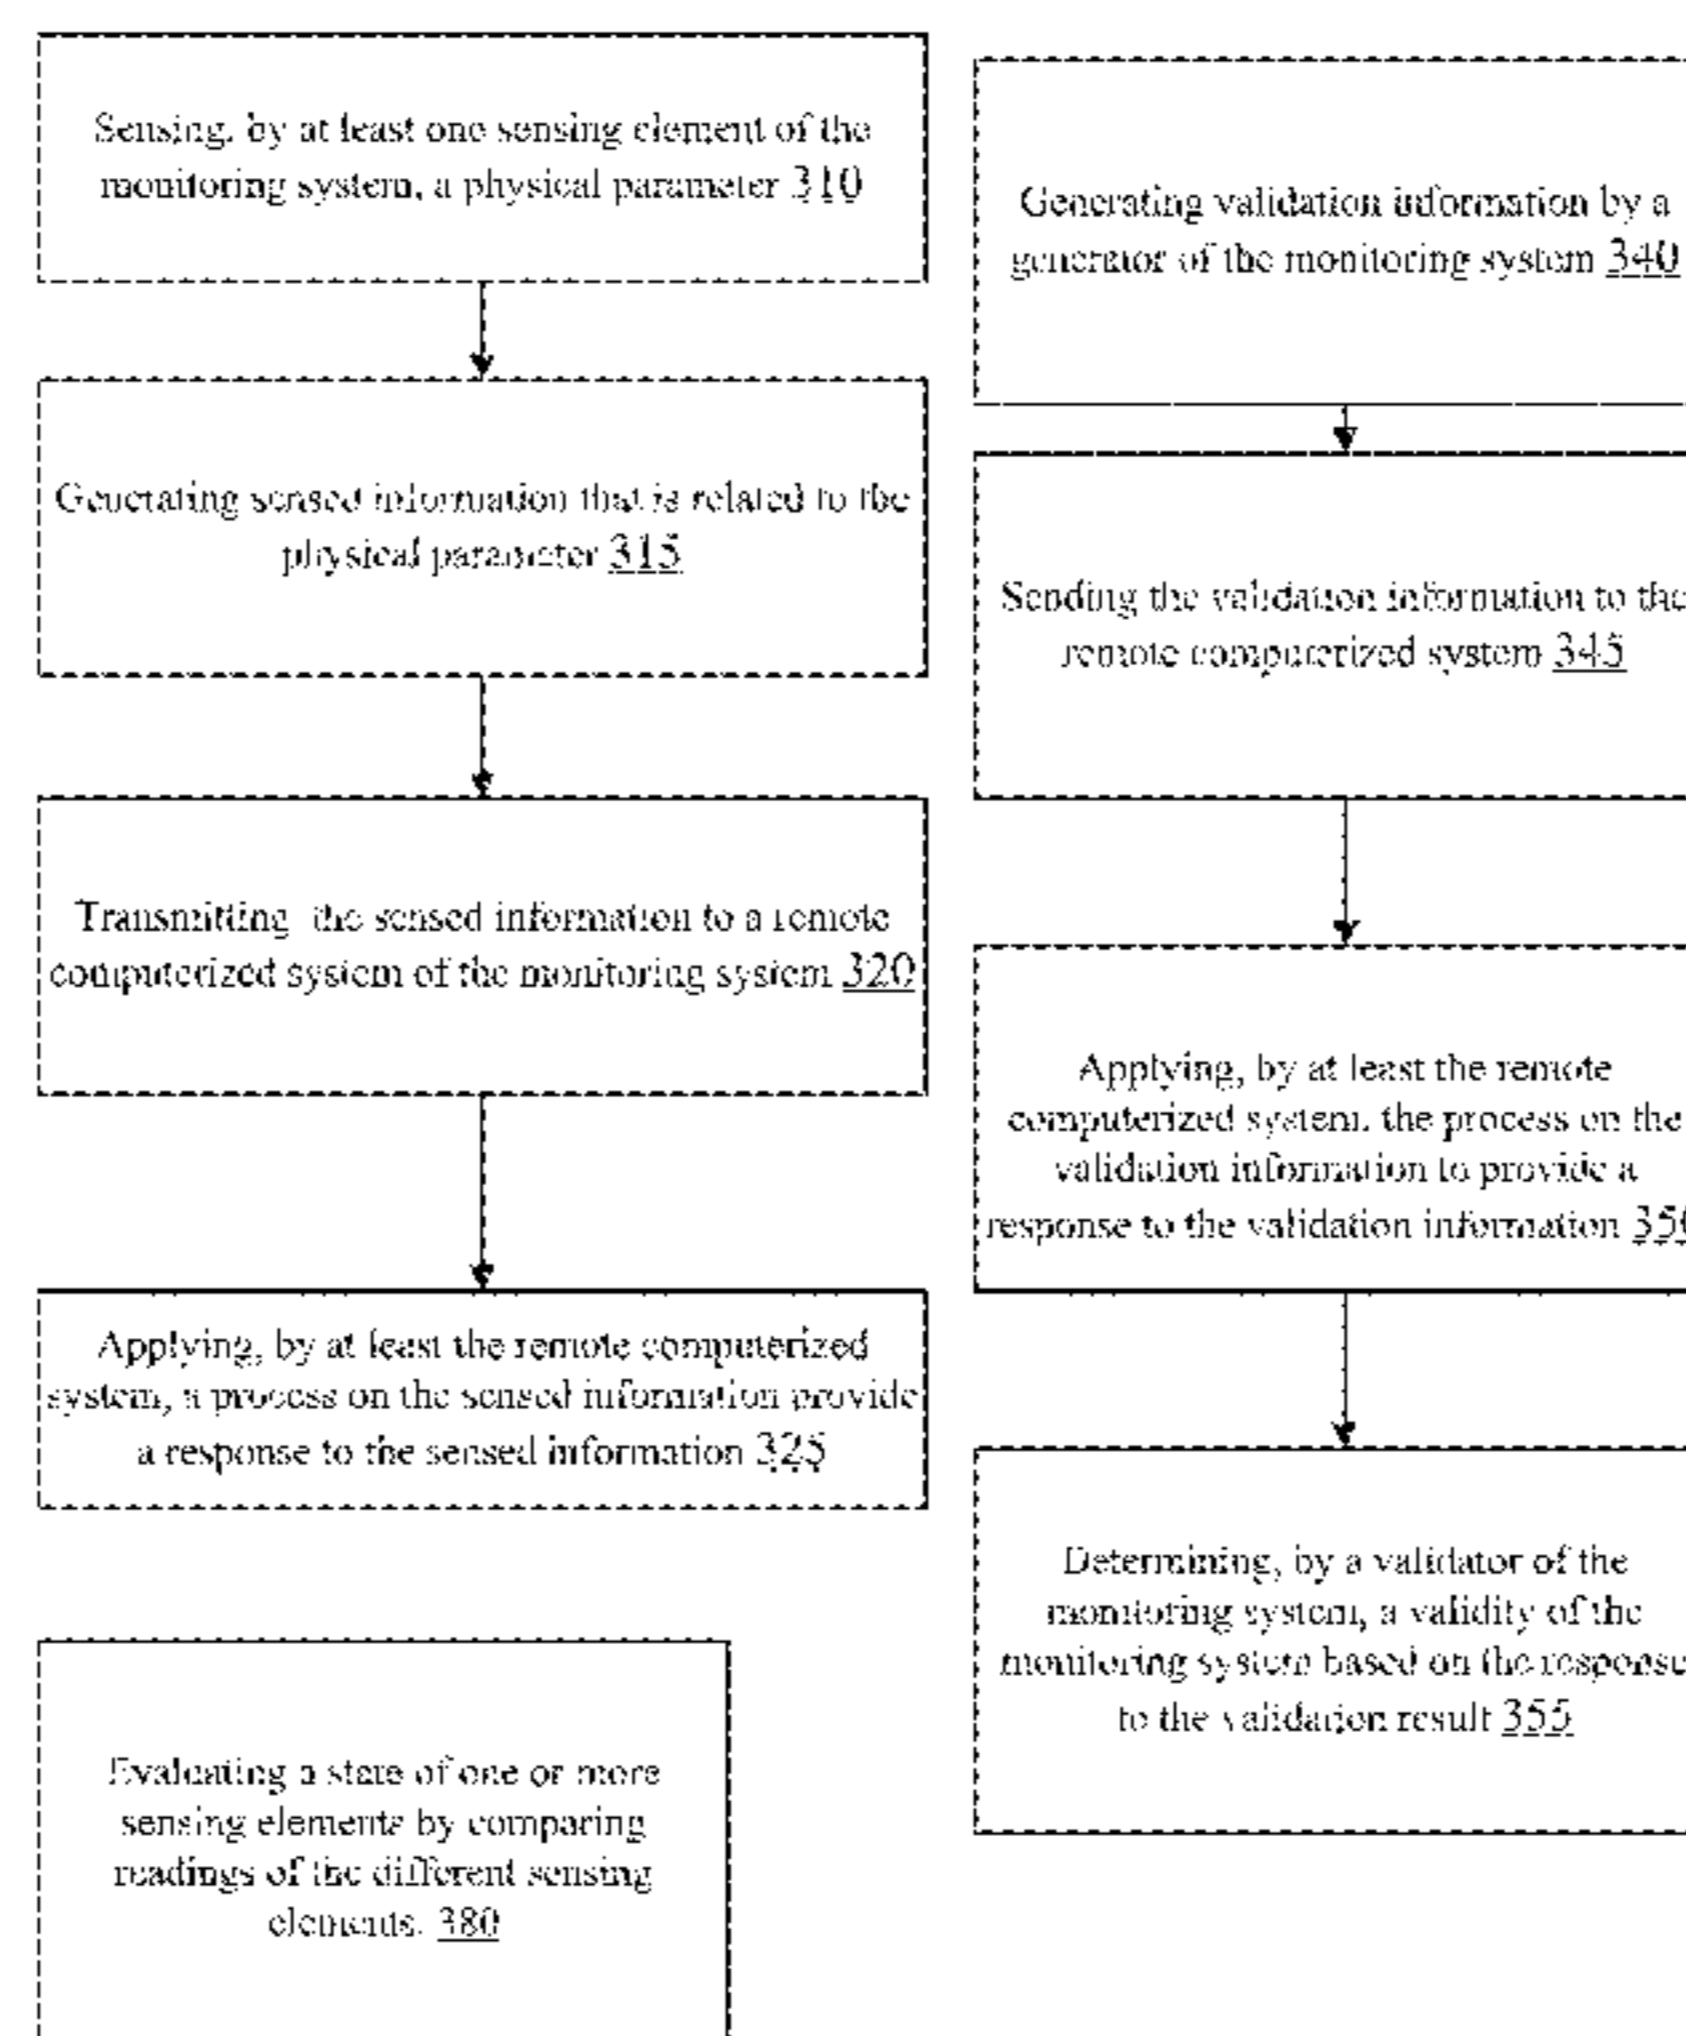 Sensing, by at least one sensing element of the
monitoring system, a physical parameter 310
Generating sensed information that is related to the
physical parameter 315
Transmitting the sensed information to a remote
computerized system of the monitoring system 320
Applying, by at least the remote computerized
system, a process on the sensed information provide
a response to the sensed information 325
Evaluating a state of one or more
sensing elements by comparing
readings of the different sensing
elements. 380
Generating validation information by a
generator of the monitoring system 340
Sending the validation information to the
remote computerized system 345
Applying, by at least the remote
computerized system, the process on the
validation information to provide a
response to the validation information 350
Determining, by a validator of the
monitoring system, a validity of the
monitoring system based on the response
to the validation result 355